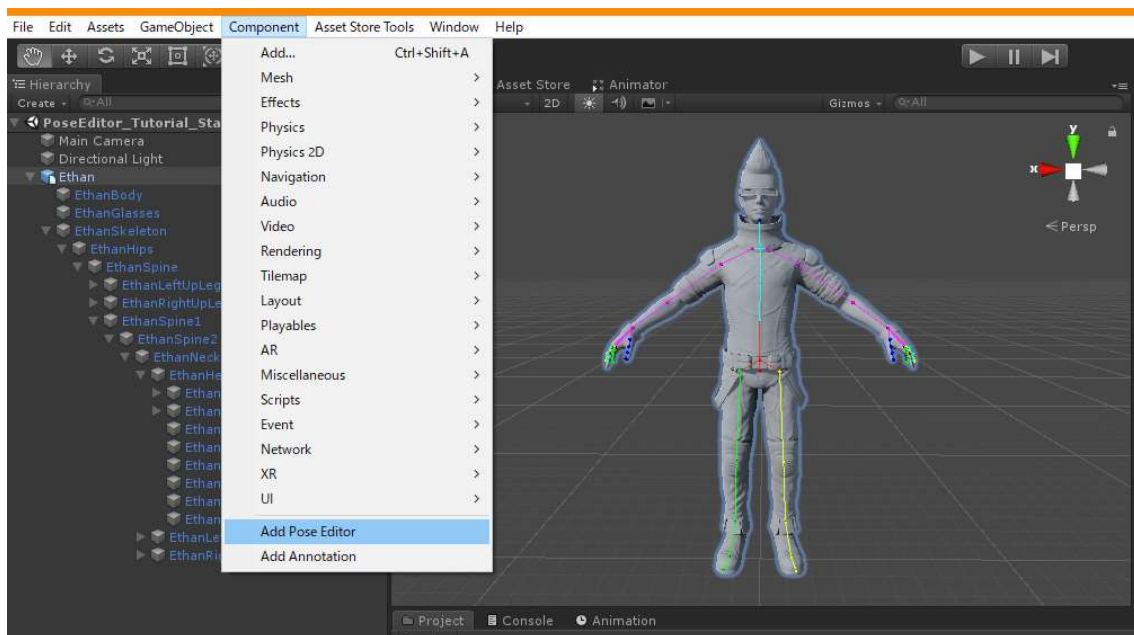 File Edit Assets GameObject Component Asset Store Tools Window Help
Add... Ctrl+Shift+A
Mesh
Effects
Physics
Physics 2D
Navigation
Audio
Video
Rendering
Tilemap
Layout
Playables
AR
Miscellaneous
Scripts
Event
Network
XR
UI
Add Pose Editor
Add Annotation
Hierarchy
Create All
PoseEditor_Tutorial_Sta
Main Camera
Directional Light
Ethan
EthanBody
EthanGlasses
EthanSkeleton
EthanHips
EthanSpine
EthanLeftUpLeg
EthanRightUpLe
EthanSpine1
EthanSpine2
EthanNeck
EthanHe
Ethan
Ethan
Ethan
Ethan
Ethan
Ethan
Ethan
Ethan
EthanLe
EthanRi
Asset Store Animator
2D Gizmos All
y
x
Persp
Project Console Animation